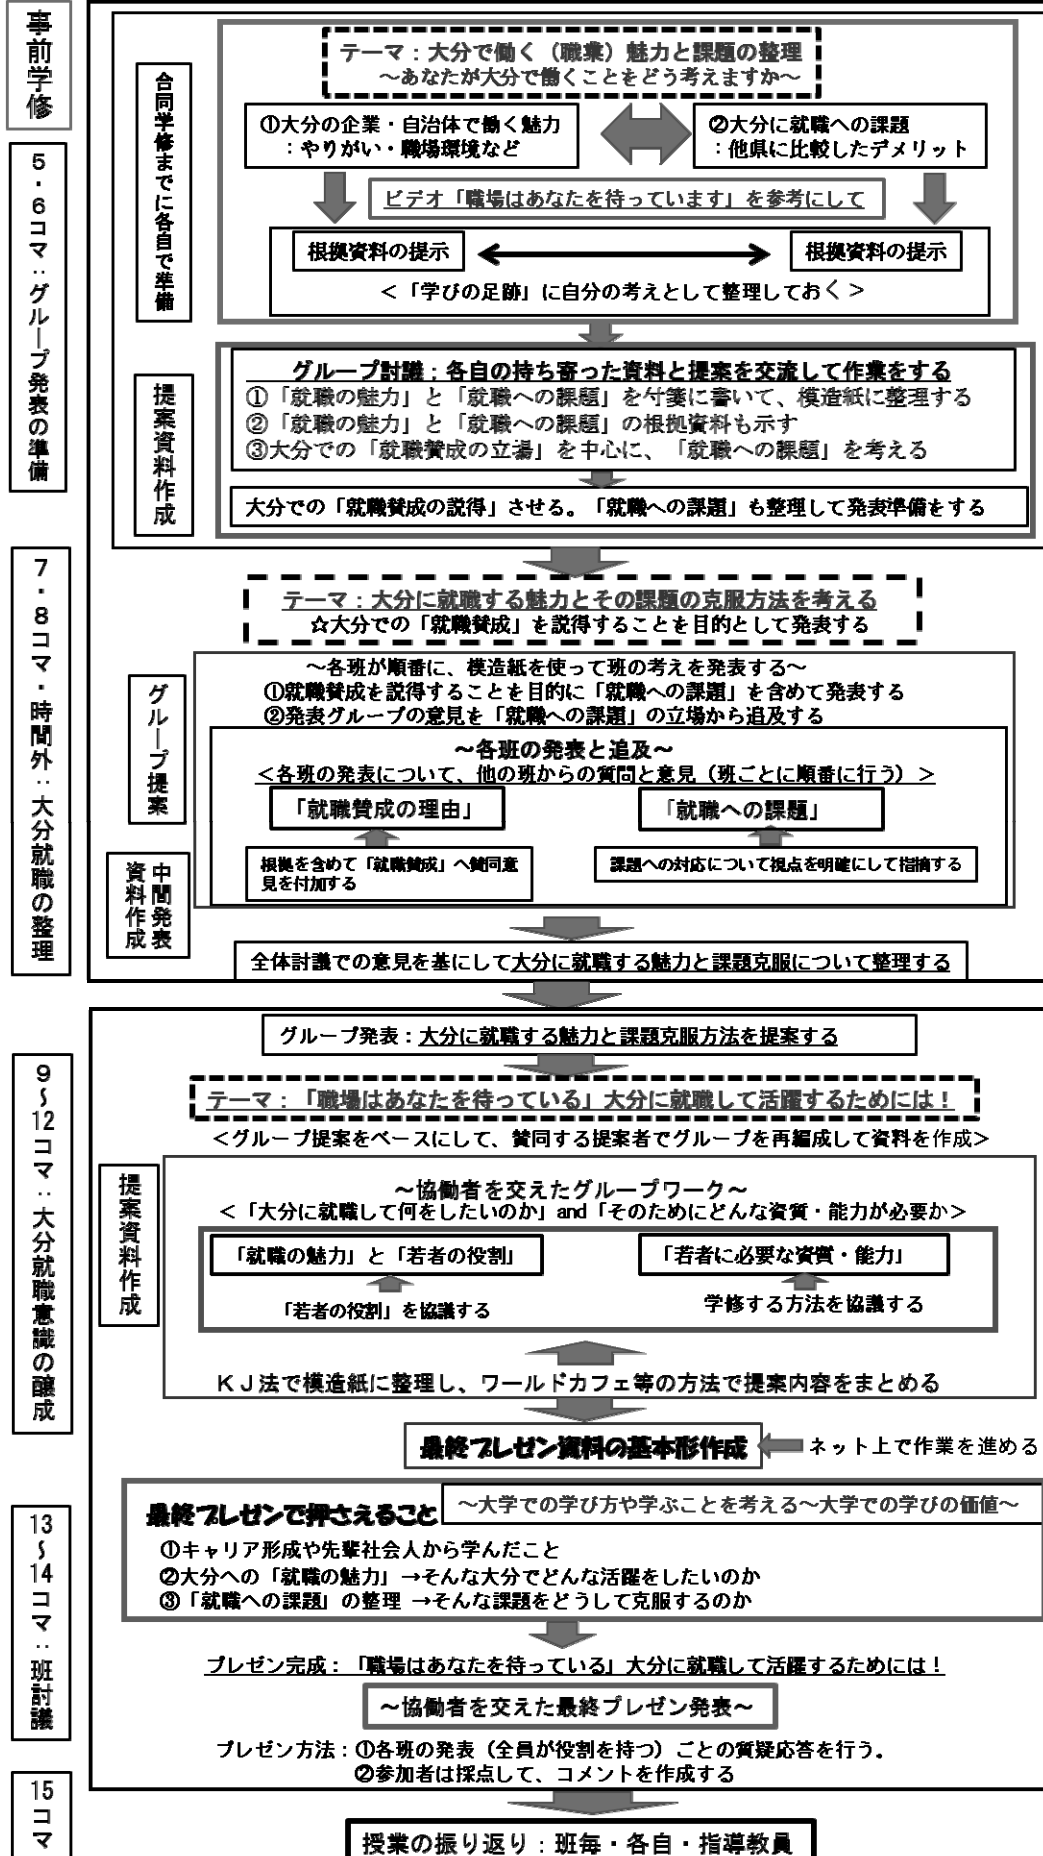 事前学修
合同学修までに各自で準備
テーマ：大分で働く（職業）魅力と課題の整理
～あなたが大分で働くことをどう考えますか～
①大分の企業・自治体で働く魅力
：やりがい・職場環境など
②大分に就職への課題
：他県に比較したデメリット
ビデオ「職場はあなたを待っています」を参考にして
根拠資料の提示
根拠資料の提示
＜「学びの足跡」に自分の考えとして整理しておく＞
5・6コマ：グループ発表の準備
提案資料作成
グループ討議：各自の持ち寄った資料と提案を交流して作業をする
①「就職の魅力」と「就職への課題」を付箋に書いて、模造紙に整理する
②「就職の魅力」と「就職への課題」の根拠資料も示す
③大分での「就職賛成の立場」を中心に、「就職への課題」を考える
大分での「就職賛成の説得」させる。「就職への課題」も整理して発表準備をする
7・8コマ・時間外：大分就職の整理
テーマ：大分に就職する魅力とその課題の克服方法を考える
☆大分での「就職賛成」を説得することを目的として発表する
グループ提案
～各班が順番に、模造紙を使って班の考えを発表する～
①就職賛成を説得することを目的に「就職への課題」を含めて発表する
②発表グループの意見を「就職への課題」の立場から追及する
～各班の発表と追及～
＜各班の発表について、他の班からの質問と意見（班ごとに順番に行う）＞
「就職賛成の理由」
「就職への課題」
根拠を含めて「就職賛成」へ賛同意
見を付加する
課題への対応について視点を明確にして指摘する
中間発表
資料作成
全体討議での意見を基にして大分に就職する魅力と課題克服について整理する
グループ発表：大分に就職する魅力と課題克服方法を提案する
9～12コマ：大分就職意識の醸成
テーマ：「職場はあなたを待っている」大分に就職して活躍するためには！
＜グループ提案をベースにして、賛同する提案者でグループを再編成して資料を作成＞
提案資料作成
～協働者を交えたグループワーク～
＜「大分に就職して何をしたいのか」and「そのためにどんな資質・能力が必要か＞
「就職の魅力」と「若者の役割」
「若者に必要な資質・能力」
「若者の役割」を協議する
学修する方法を協議する
ＫＪ法で模造紙に整理し、ワールドカフェ等の方法で提案内容をまとめる
最終プレゼン資料の基本形作成
ネット上で作業を進める
13～14コマ：班討議
最終プレゼンで押さえること
～大学での学び方や学ぶことを考える～大学での学びの価値～
①キャリア形成や先輩社会人から学んだこと
②大分への「就職の魅力」→そんな大分でどんな活躍をしたいのか
③「就職への課題」の整理 →そんな課題をどうして克服するのか
プレゼン完成：「職場はあなたを待っている」大分に就職して活躍するためには！
～協働者を交えた最終プレゼン発表～
プレゼン方法：①各班の発表（全員が役割を持つ）ごとの質疑応答を行う。
②参加者は採点して、コメントを作成する
15コマ
授業の振り返り：班毎・各自・指導教員